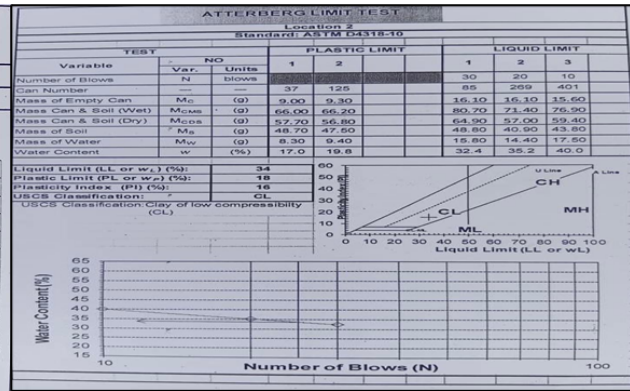 ATTERBERG LIMIT TEST
Location 2
Standard: ASTM D4318-10
TEST NO PLASTIC LIMIT LIQUID LIMIT
Variable Var. Units 1 2 1 2 3
Number of Blows N blows 30 20 10
Can Number — — 37 125 85 269 401
Mass of Empty Can MC (g) 9.00 9.30 16.10 16.10 15.60
Mass Can & Soil (Wet) MCMS (g) 66.00 66.20 80.70 71.40 76.90
Mass Can & Soil (Dry) MCDS (g) 57.70 56.80 64.90 57.00 59.40
Mass of Soil MS (g) 48.70 47.50 48.80 40.90 43.80
Mass of Water MW (g) 8.30 9.40 15.80 14.40 17.50
Water Content w (%) 17.0 19.8 32.4 35.2 40.0
Liquid Limit (LL or wL) (%): 34
Plastic Limit (PL or wP) (%): 18
Plasticity Index (PI) (%): 16
USCS Classification: CL
USCS Classification:Clay of low compressibilty
(CL)
Plasticity Index (PI)
60
50
40
30
20
10
0
U Line
A Line
CH
CL
MH
ML
0 10 20 30 40 50 60 70 80 90 100
Liquid Limit (LL or wL)
Water Content(%)
65
60
55
50
45
40
35
30
25
20
15
10 100
Number of Blows (N)